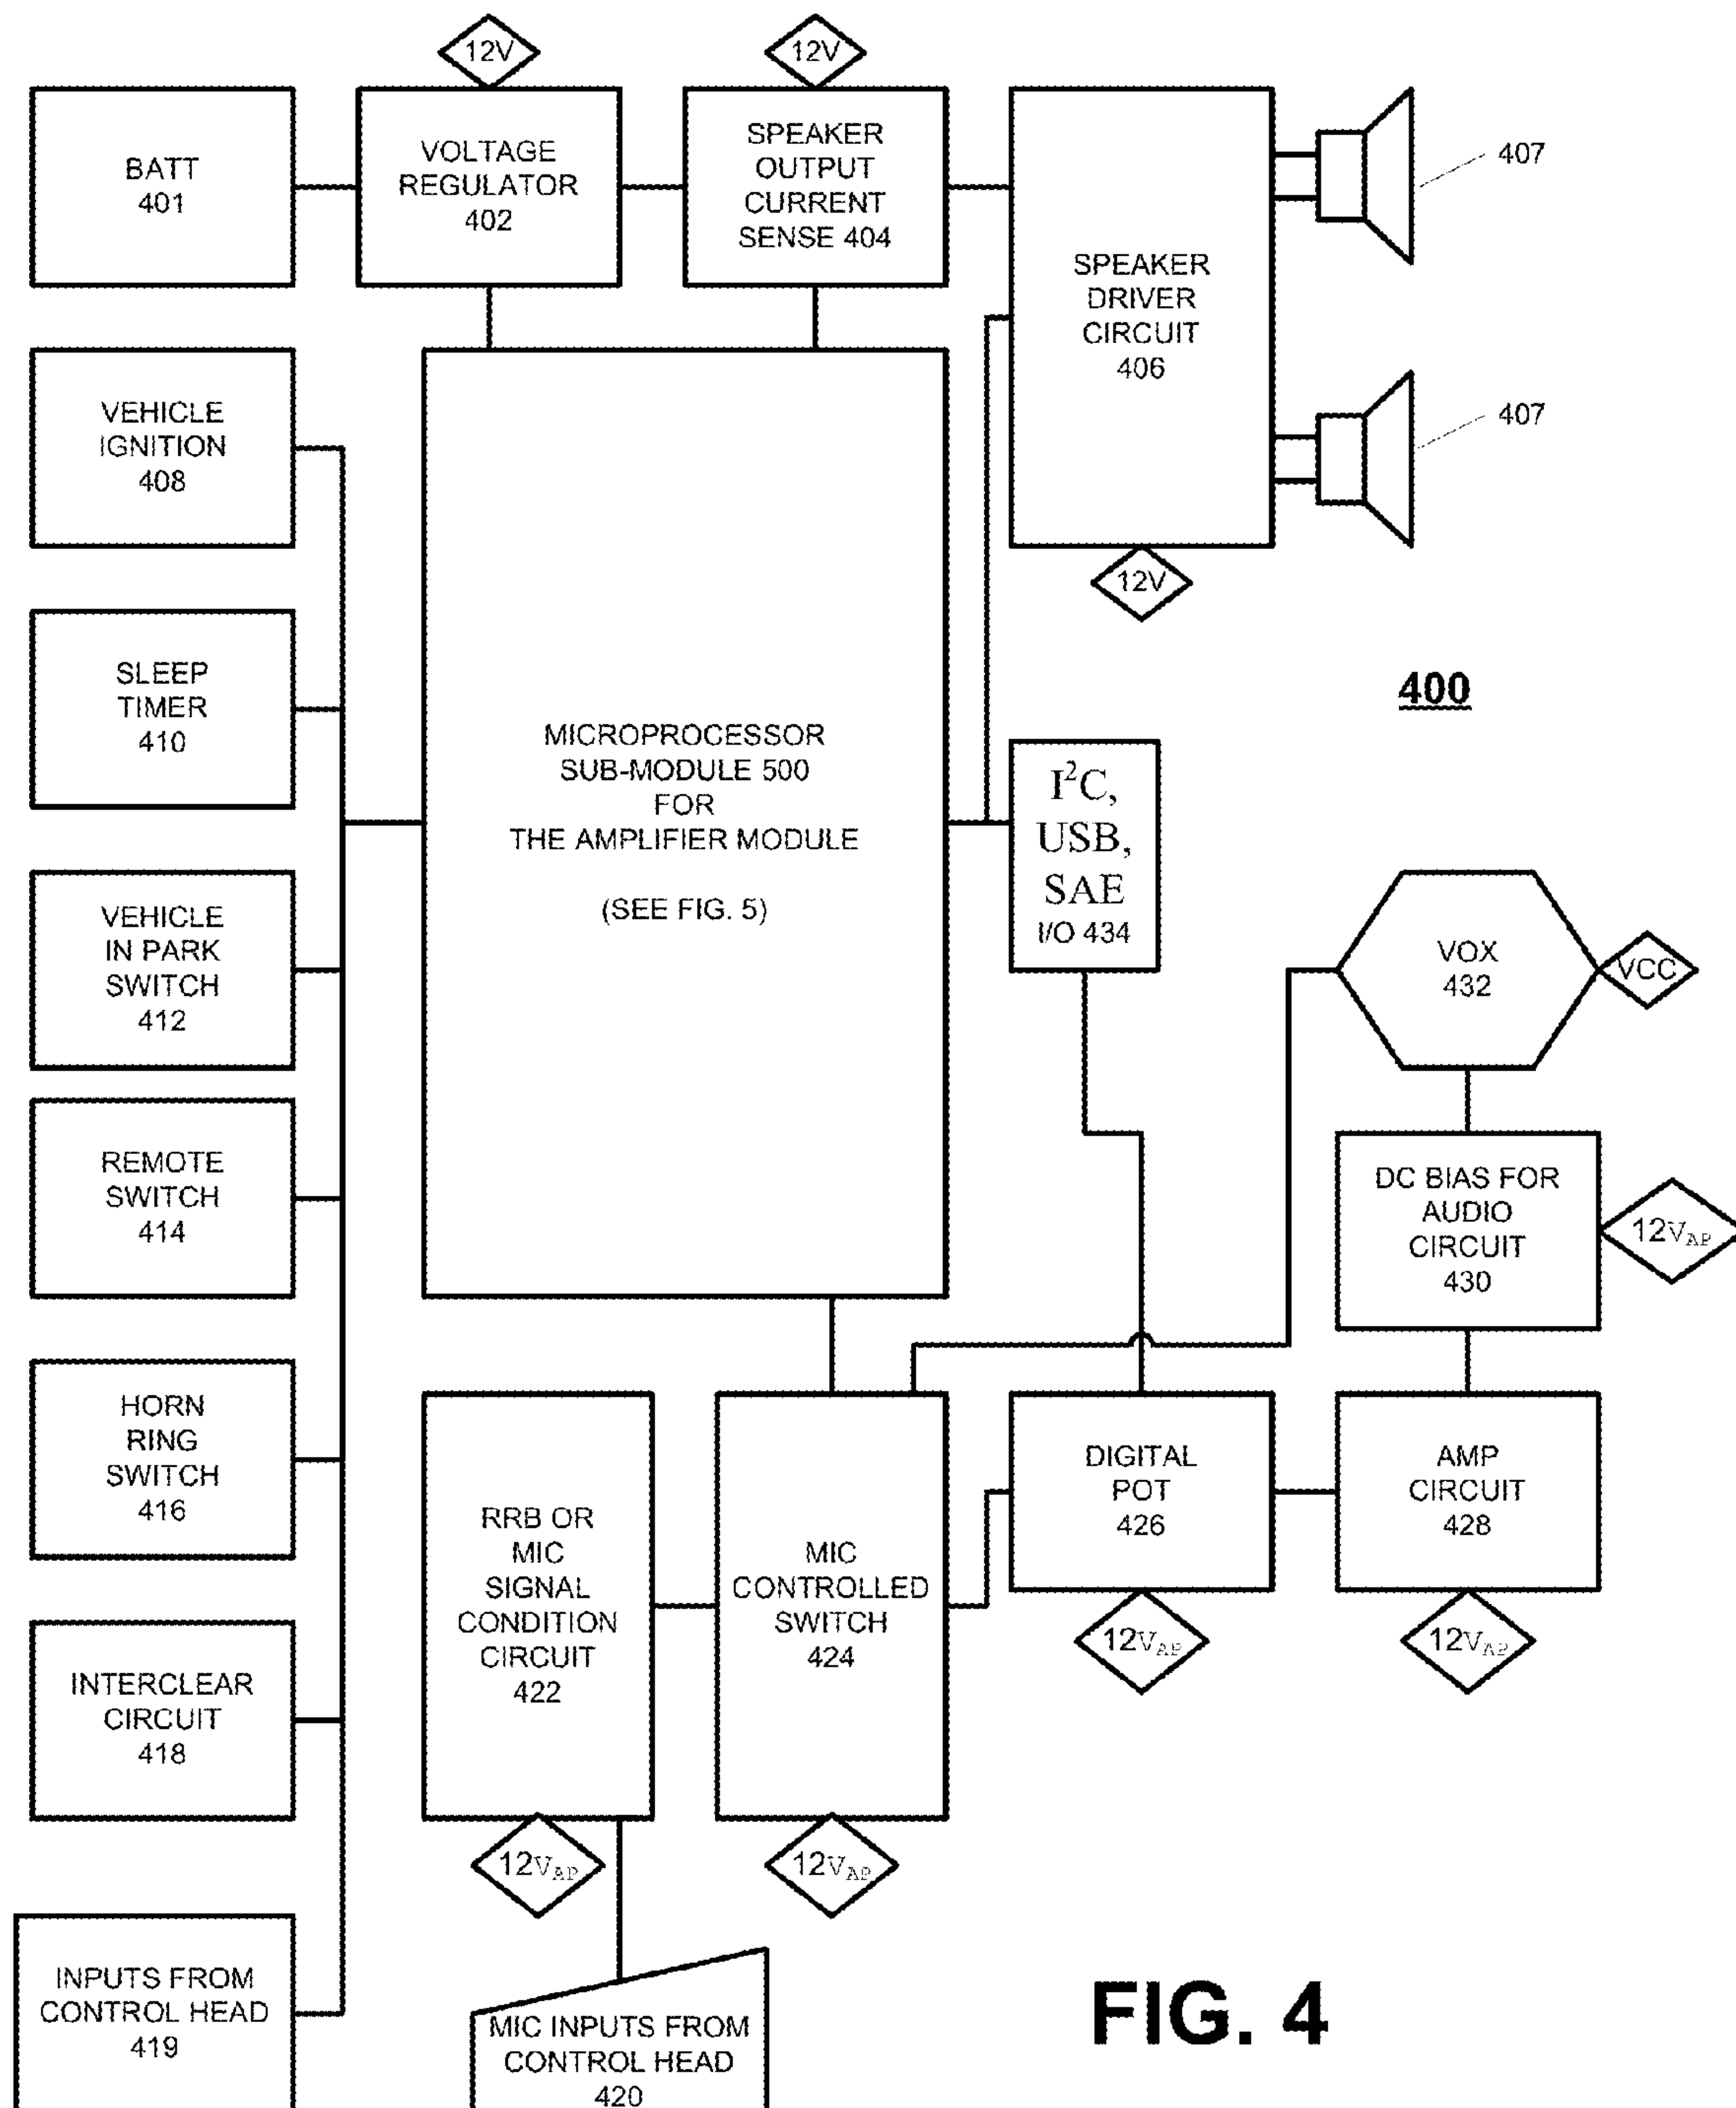 12V
12V
BATT
401
VOLTAGE
REGULATOR
402
SPEAKER
OUTPUT
CURRENT
SENSE 404
SPEAKER
DRIVER
CIRCUIT
406
407
407
12V
VEHICLE
IGNITION
408
SLEEP
TIMER
410
VEHICLE
IN PARK
SWITCH
412
REMOTE
SWITCH
414
HORN
RING
SWITCH
416
INTERCLEAR
CIRCUIT
418
INPUTS FROM
CONTROL HEAD
419
MICROPROCESSOR
SUB-MODULE 500
FOR
THE AMPLIFIER MODULE
(SEE FIG. 5)
400
I²C,
USB,
SAE
I/O 434
VOX
432
VCC
DC BIAS FOR
AUDIO
CIRCUIT
430
12V_AP
RRB OR
MIC
SIGNAL
CONDITION
CIRCUIT
422
MIC
CONTROLLED
SWITCH
424
DIGITAL
POT
426
AMP
CIRCUIT
428
12V_AP
12V_AP
12V_AP
12V_AP
MIC INPUTS FROM
CONTROL HEAD
420
FIG. 4